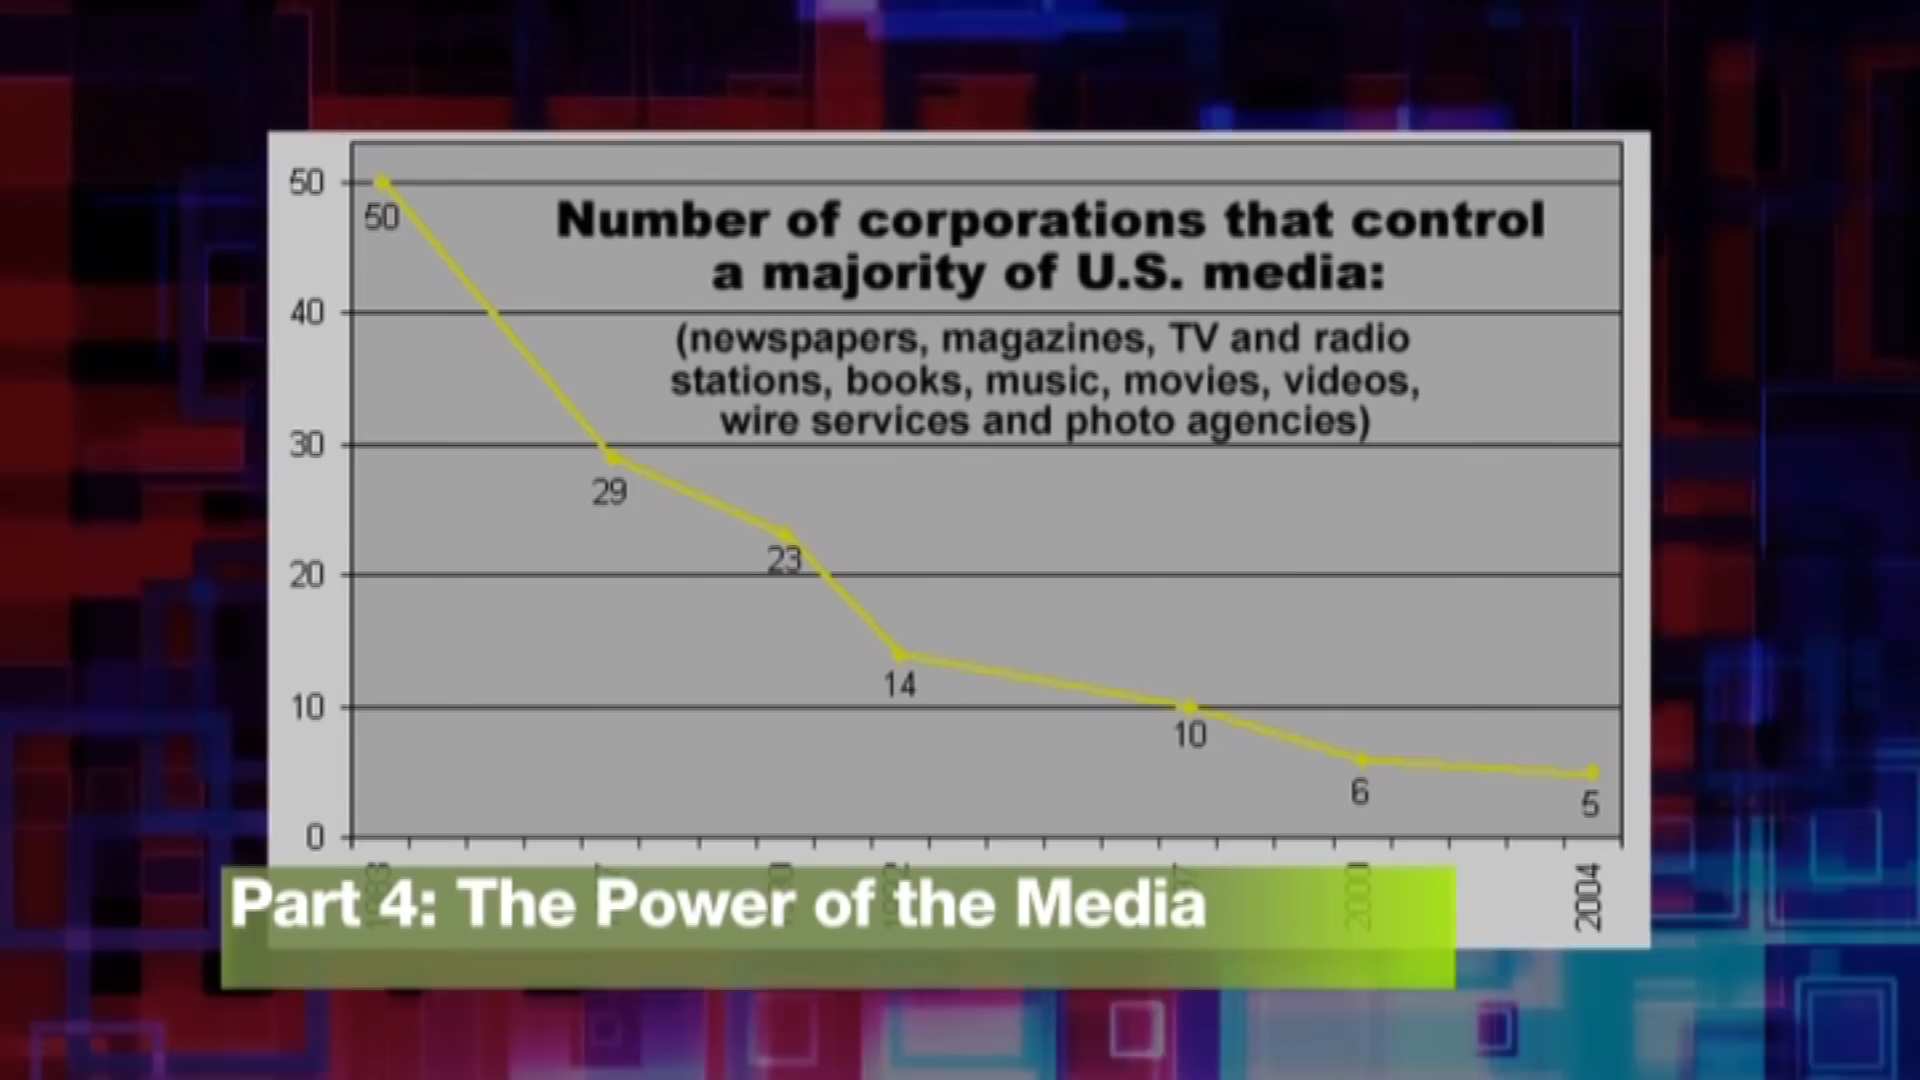 50
40
30
20
10
0
Number of corporations that control
a majority of U.S. media:
(newspapers, magazines, TV and radio
stations, books, music, movies, videos,
wire services and photo agencies)
50
29
23
14
10
6
5
2000
2004
Part 4: The Power of the Media